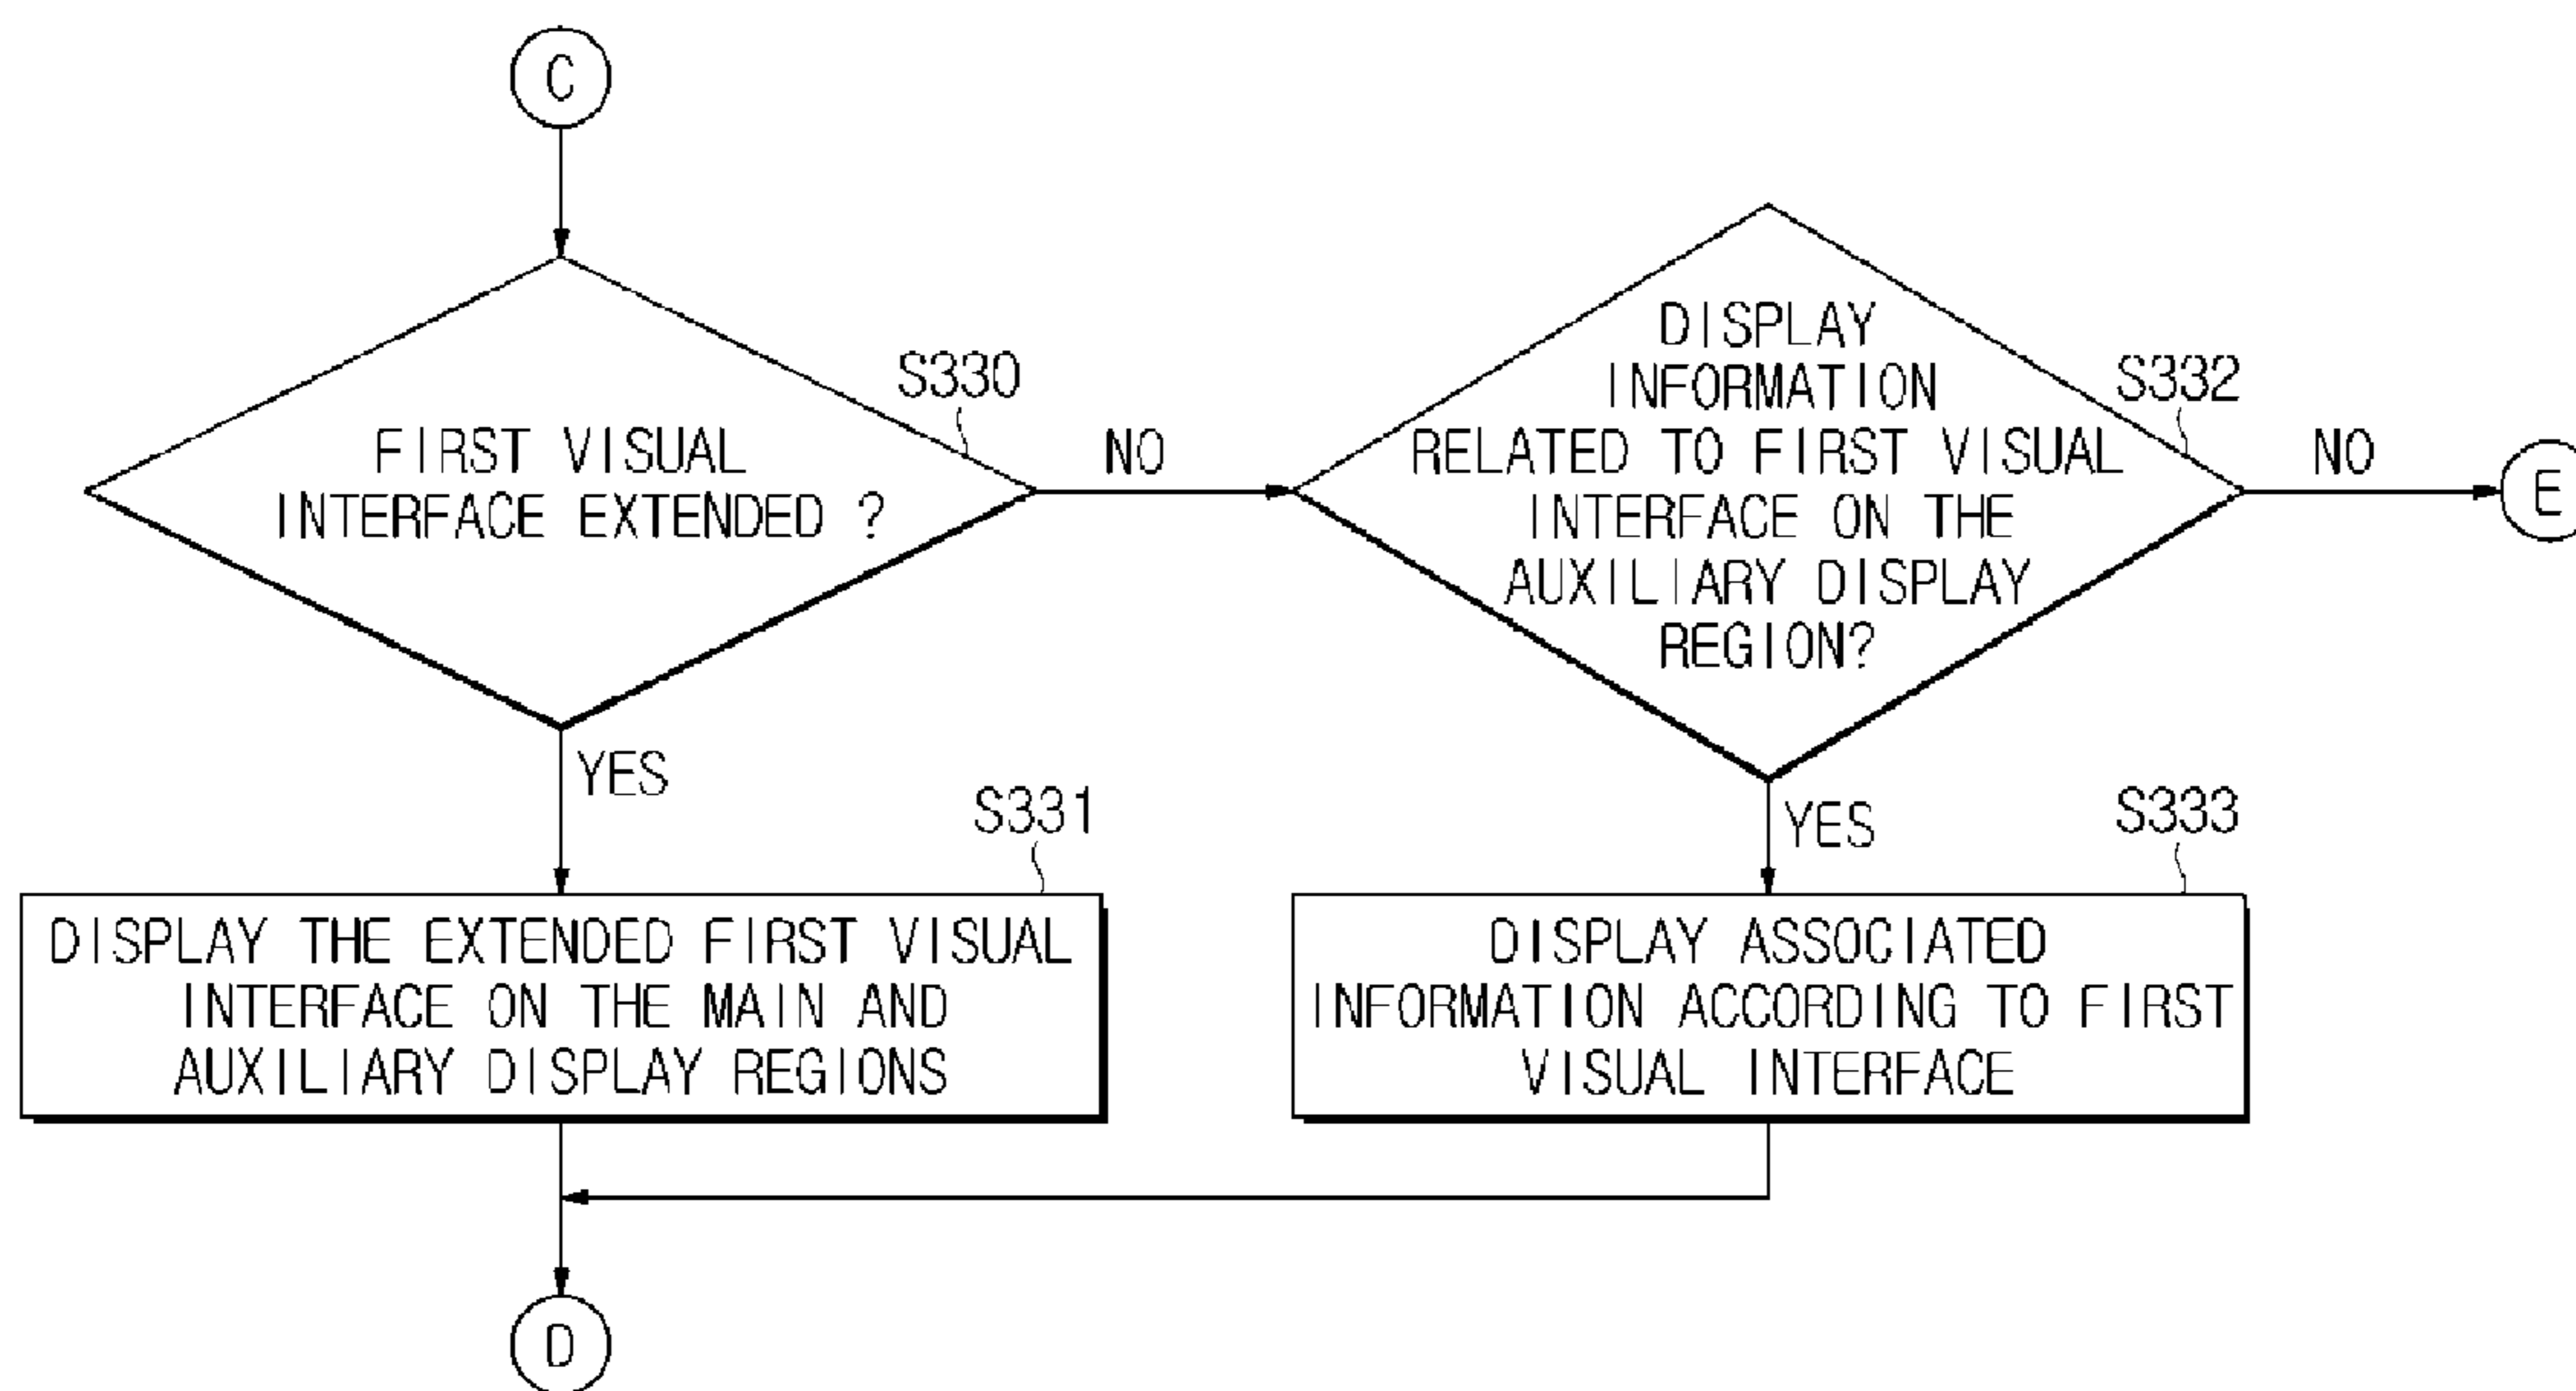 C
S330
FIRST VISUAL
INTERFACE EXTENDED ?
NO
S332
DISPLAY
INFORMATION
RELATED TO FIRST VISUAL
INTERFACE ON THE
AUXILIARY DISPLAY
REGION?
NO
E
YES
S331
DISPLAY THE EXTENDED FIRST VISUAL
INTERFACE ON THE MAIN AND
AUXILIARY DISPLAY REGIONS
YES
S333
DISPLAY ASSOCIATED
INFORMATION ACCORDING TO FIRST
VISUAL INTERFACE
D